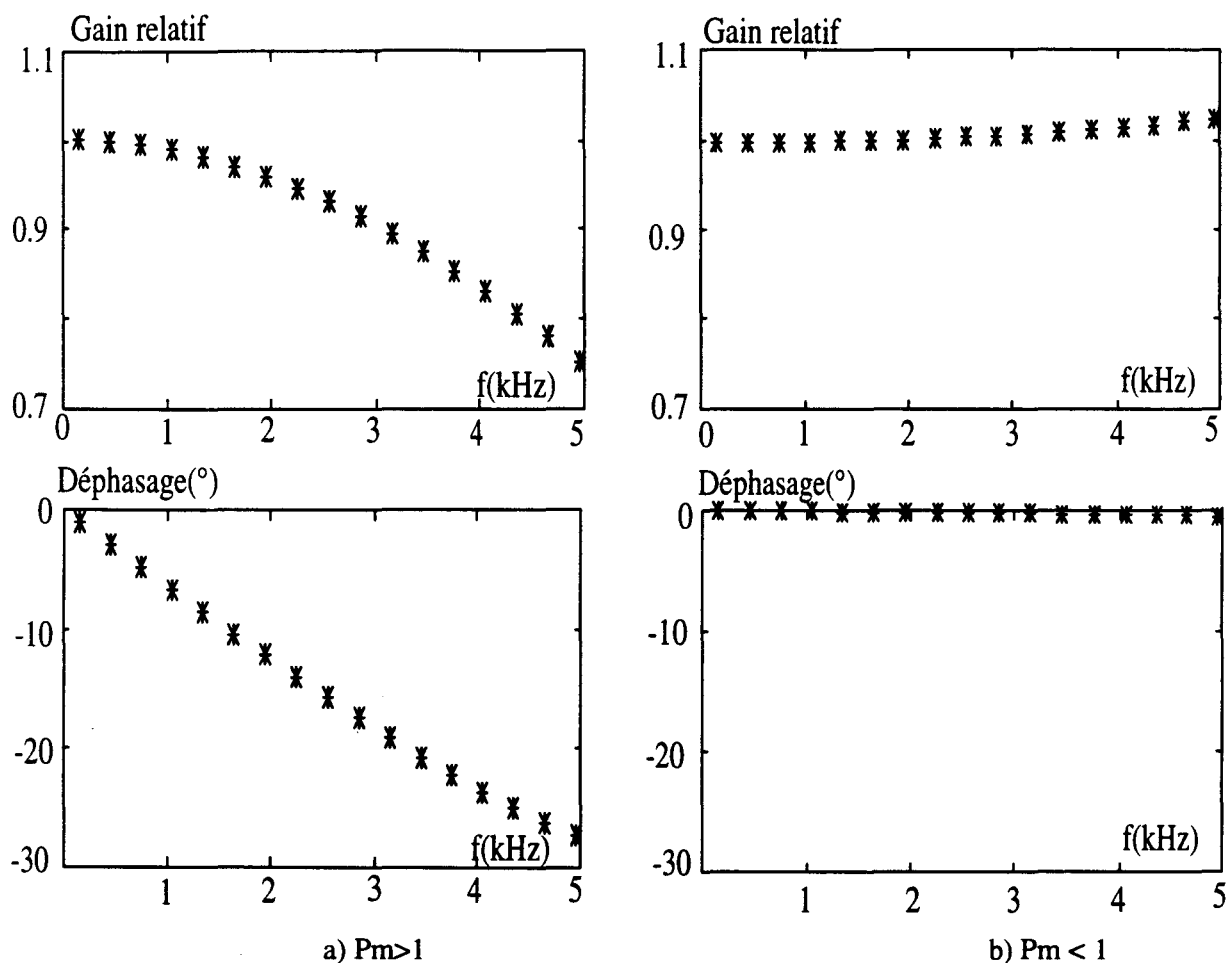 Gain relatif
1.1
0.9
0.7
f(kHz)
0 1 2 3 4 5
Gain relatif
1.1
0.9
0.7
f(kHz)
0 1 2 3 4 5
Déphasage(°)
0
-10
-20
-30
f(kHz)
1 2 3 4 5
a) Pm>1
Déphasage(°)
0
-10
-20
-30
f(kHz)
1 2 3 4 5
b) Pm < 1